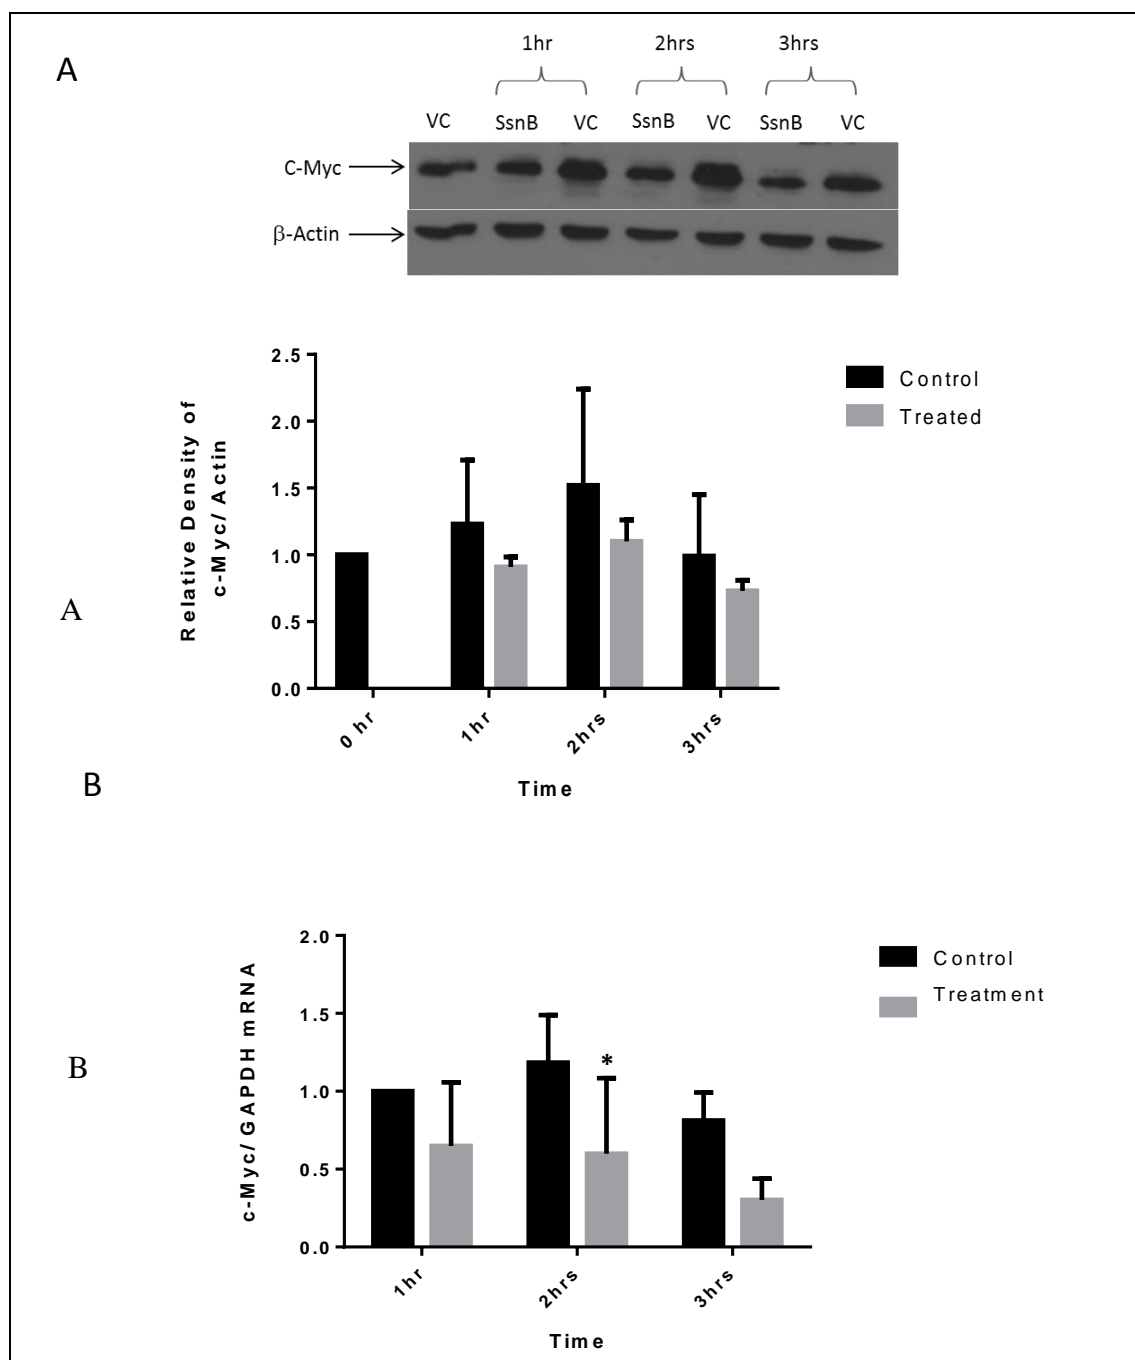 A
1hr 2hrs 3hrs
VC SsnB VC SsnB VC SsnB VC
C-Myc
β-Actin
2.5
2.0
1.5
1.0
0.5
0.0
Relative Density of
c-Myc/Actin
Control
Treated
A
0 hr 1hr 2hrs 3hrs
Time
B
2.0
1.5
1.0
0.5
0.0
c-Myc/GAPDH mRNA
Control
Treatment
*
B
1hr 2hrs 3hrs
Time